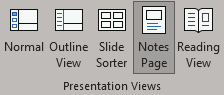 Normal Outline View Slide Sorter Notes Page Reading View
Presentation Views